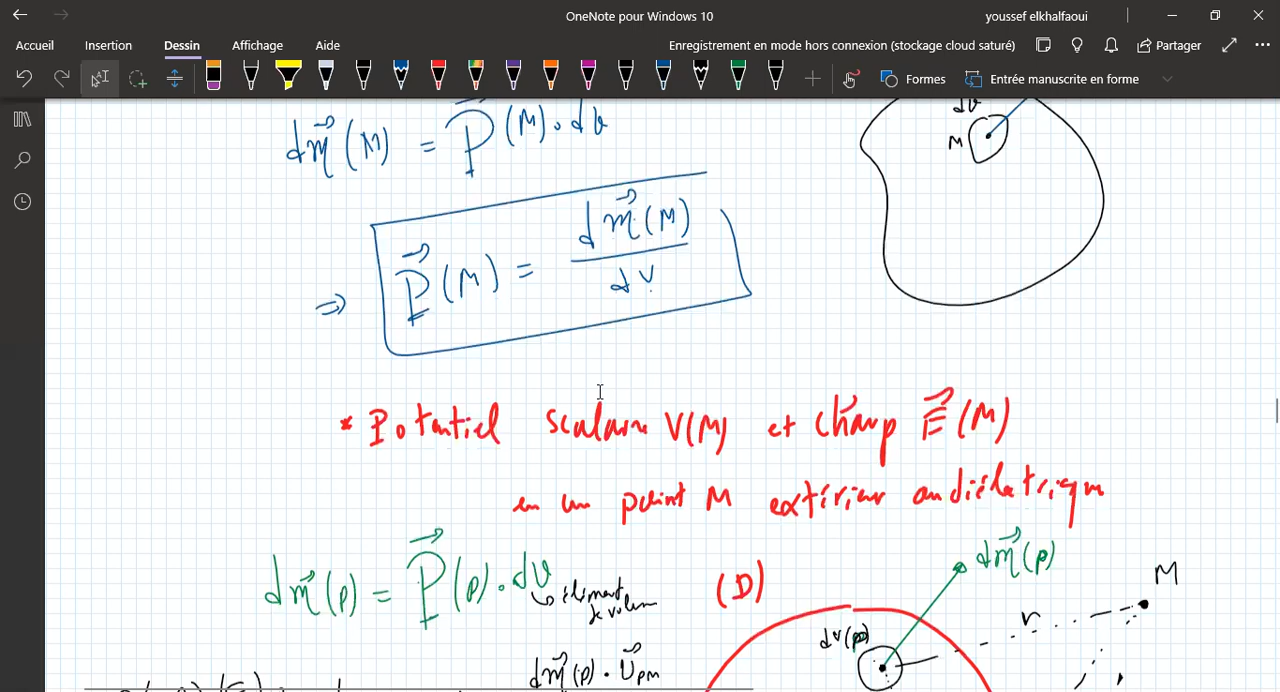 OneNote pour Windows 10
youssef elkhalfaoui
Accueil Insertion Dessin Affichage Aide
Enregistrement en mode hors connexion (stockage cloud saturé)
Partager
Formes
Entrée manuscrite en forme
dm⃗(M) = P⃗(M)·dv
dv
M
⇒ P⃗(M) = dm⃗(M) / dV
* Potentiel scalaire V(M) et champ E⃗(M)
en un point M extérieur au diélectrique
dm⃗(p) = P⃗(p)·dv
élément de volume
(D)
dm⃗(p)
M
r
dv(p)
dm⃗(p)·U⃗PM